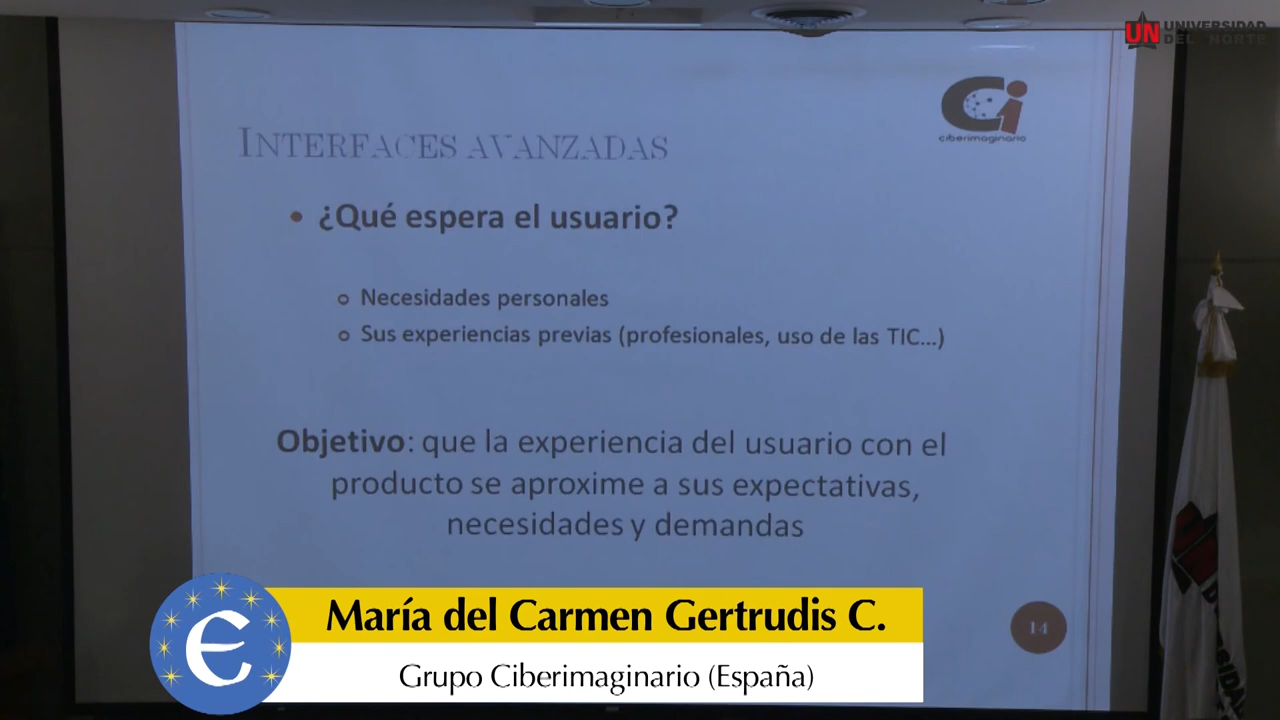 UN UNIVERSIDAD
DEL NORTE
Ci
ciberimaginario
INTERFACES AVANZADAS
• ¿Qué espera el usuario?
Necesidades personales
Sus experiencias previas (profesionales, uso de las TIC...)
Objetivo: que la experiencia del usuario con el
producto se aproxime a sus expectativas,
necesidades y demandas
14
María del Carmen Gertrudis C.
Grupo Ciberimaginario (España)